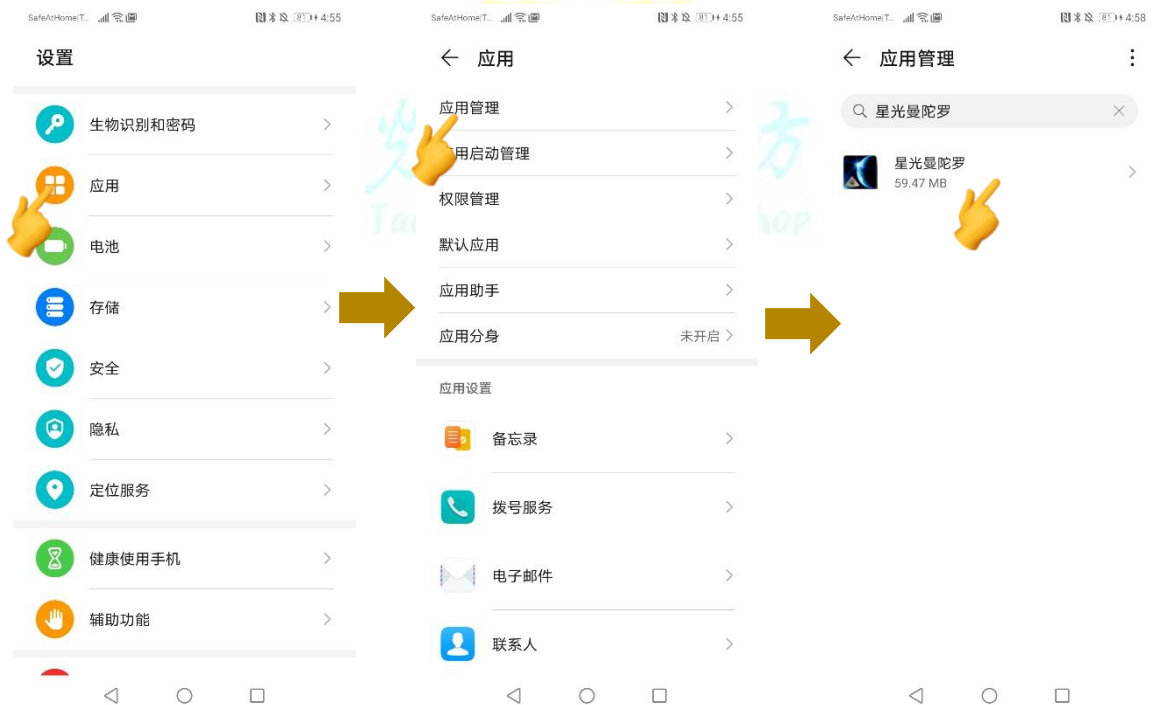 SafeAtHome|T...
81
4:55
设置
生物识别和密码
应用
电池
存储
安全
隐私
定位服务
健康使用手机
辅助功能
SafeAtHome|T...
81
4:55
应用
应用管理
用启动管理
权限管理
默认应用
应用助手
应用分身 未开启
应用设置
备忘录
拨号服务
电子邮件
联系人
SafeAtHome|T...
81
4:58
应用管理
星光曼陀罗
星光曼陀罗
59.47 MB
方
hop